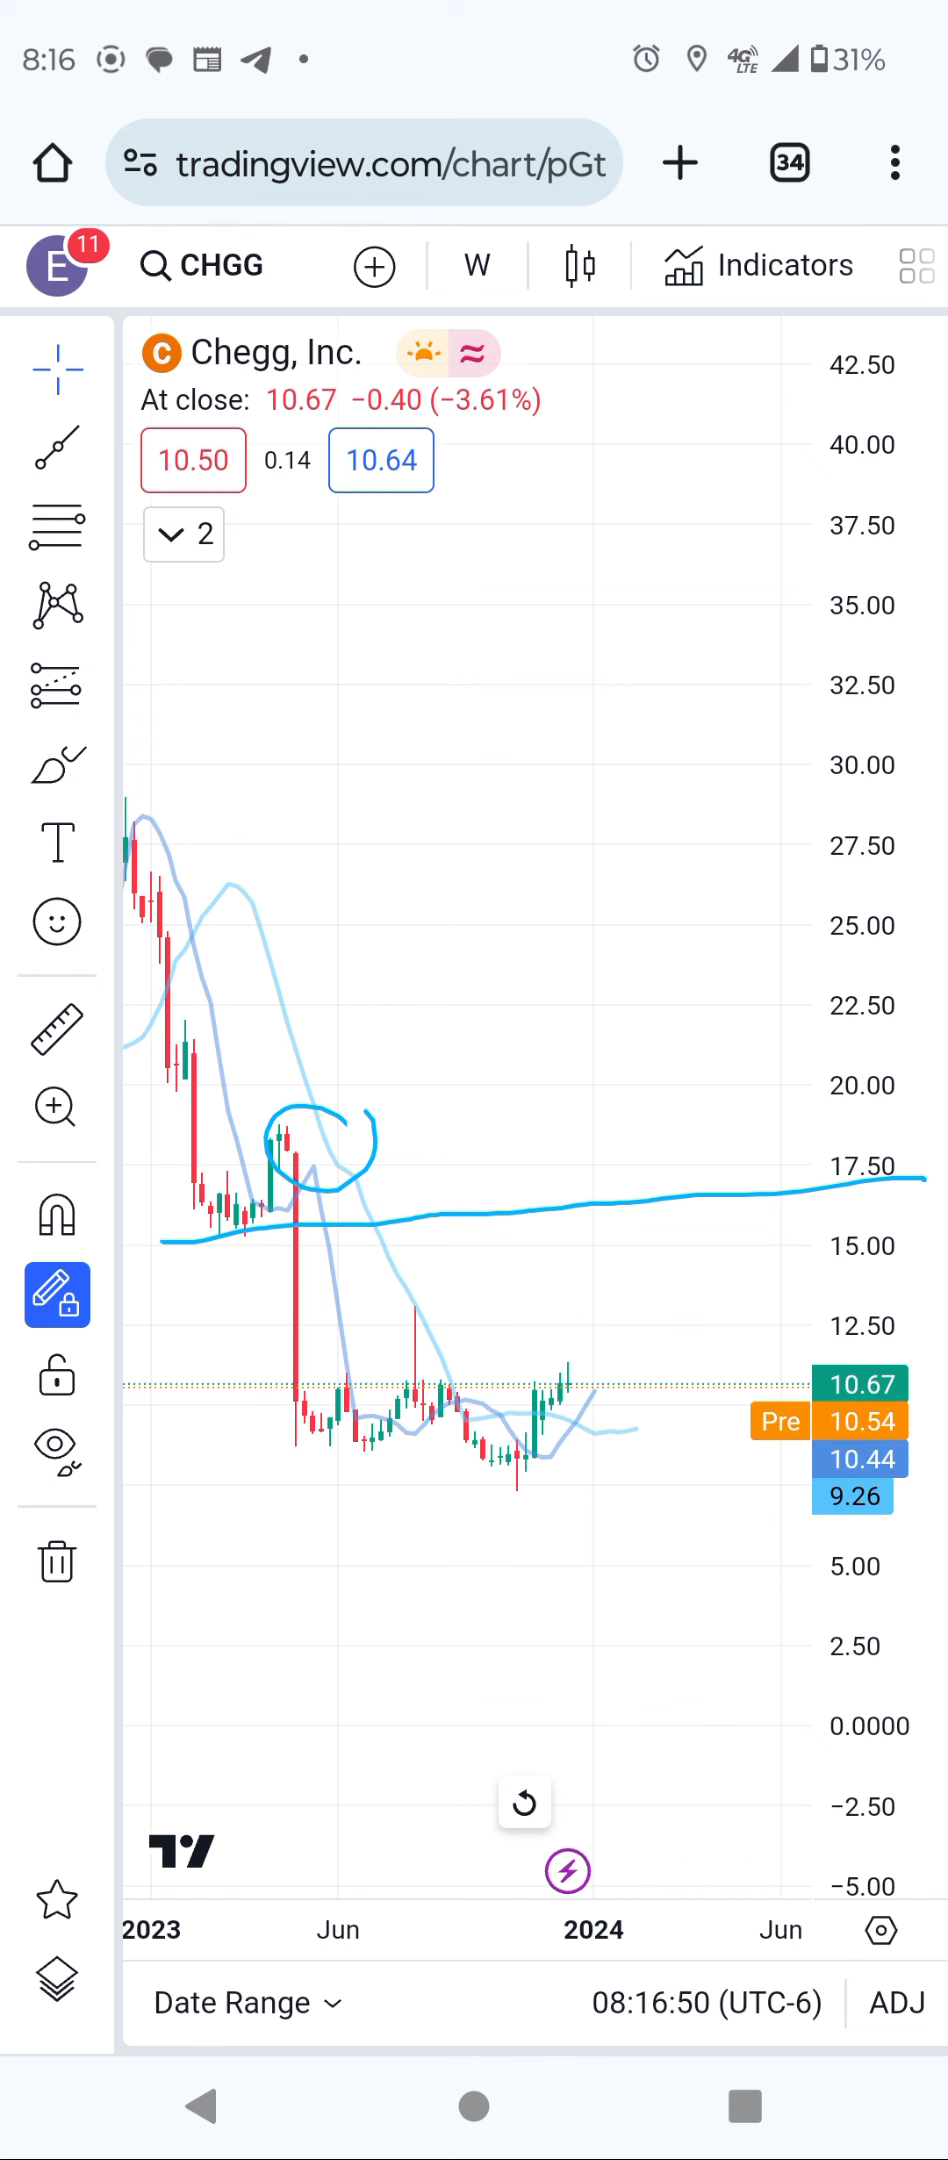 8:16 4G LTE 31%
tradingview.com/chart/pGt 34
E 11 CHGG W Indicators
C Chegg, Inc.
At close: 10.67 −0.40 (−3.61%)
10.50 0.14 10.64
2
42.50
40.00
37.50
35.00
32.50
30.00
27.50
25.00
22.50
20.00
17.50
15.00
12.50
10.67
Pre 10.54
10.44
9.26
5.00
2.50
0.0000
−2.50
−5.00
2023 Jun 2024 Jun
Date Range 08:16:50 (UTC-6) ADJ